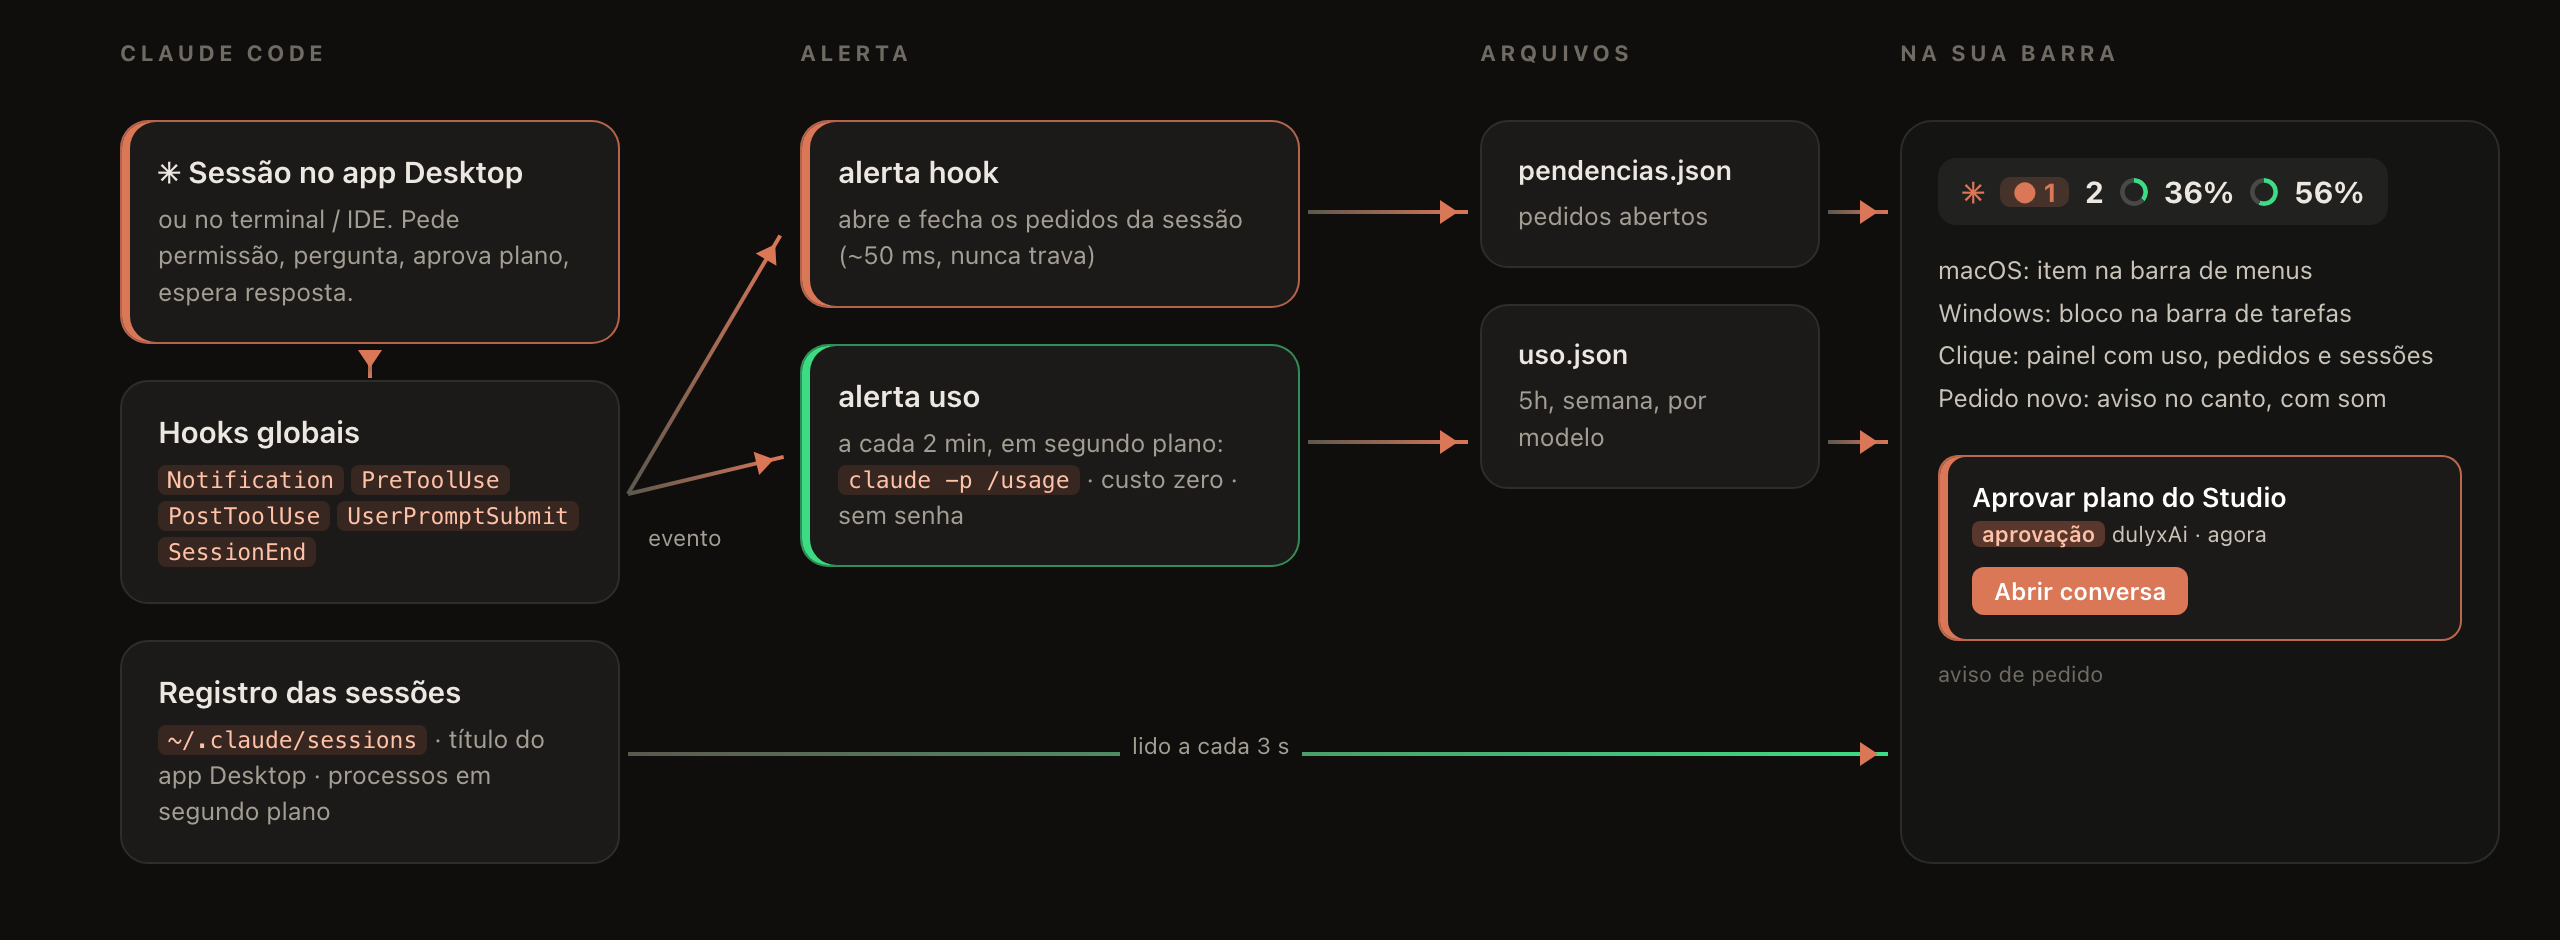 CLAUDE CODE
✳ Sessão no app Desktop
ou no terminal / IDE. Pede
permissão, pergunta, aprova plano,
espera resposta.
Hooks globais
Notification PreToolUse
PostToolUse UserPromptSubmit
SessionEnd
Registro das sessões
~/.claude/sessions · título do
app Desktop · processos em
segundo plano
evento
ALERTA
alerta hook
abre e fecha os pedidos da sessão
(~50 ms, nunca trava)
alerta uso
a cada 2 min, em segundo plano:
claude -p /usage · custo zero ·
sem senha
lido a cada 3 s
ARQUIVOS
pendencias.json
pedidos abertos
uso.json
5h, semana, por
modelo
NA SUA BARRA
✳ ● 1 2 36% 56%
macOS: item na barra de menus
Windows: bloco na barra de tarefas
Clique: painel com uso, pedidos e sessões
Pedido novo: aviso no canto, com som
Aprovar plano do Studio
aprovação dulyxAi · agora
Abrir conversa
aviso de pedido